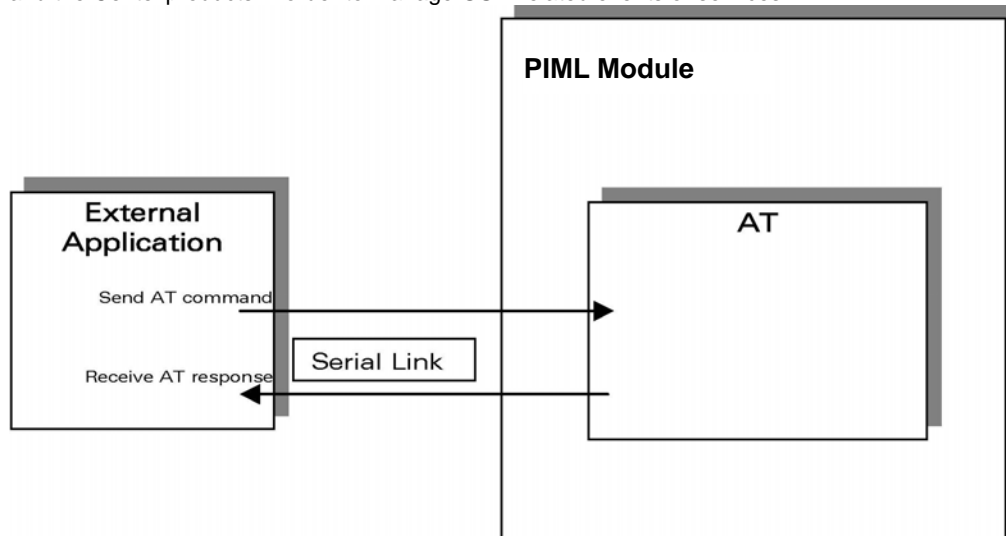 PIML Module
External
Application
AT
Send AT command
Serial Link
Receive AT response